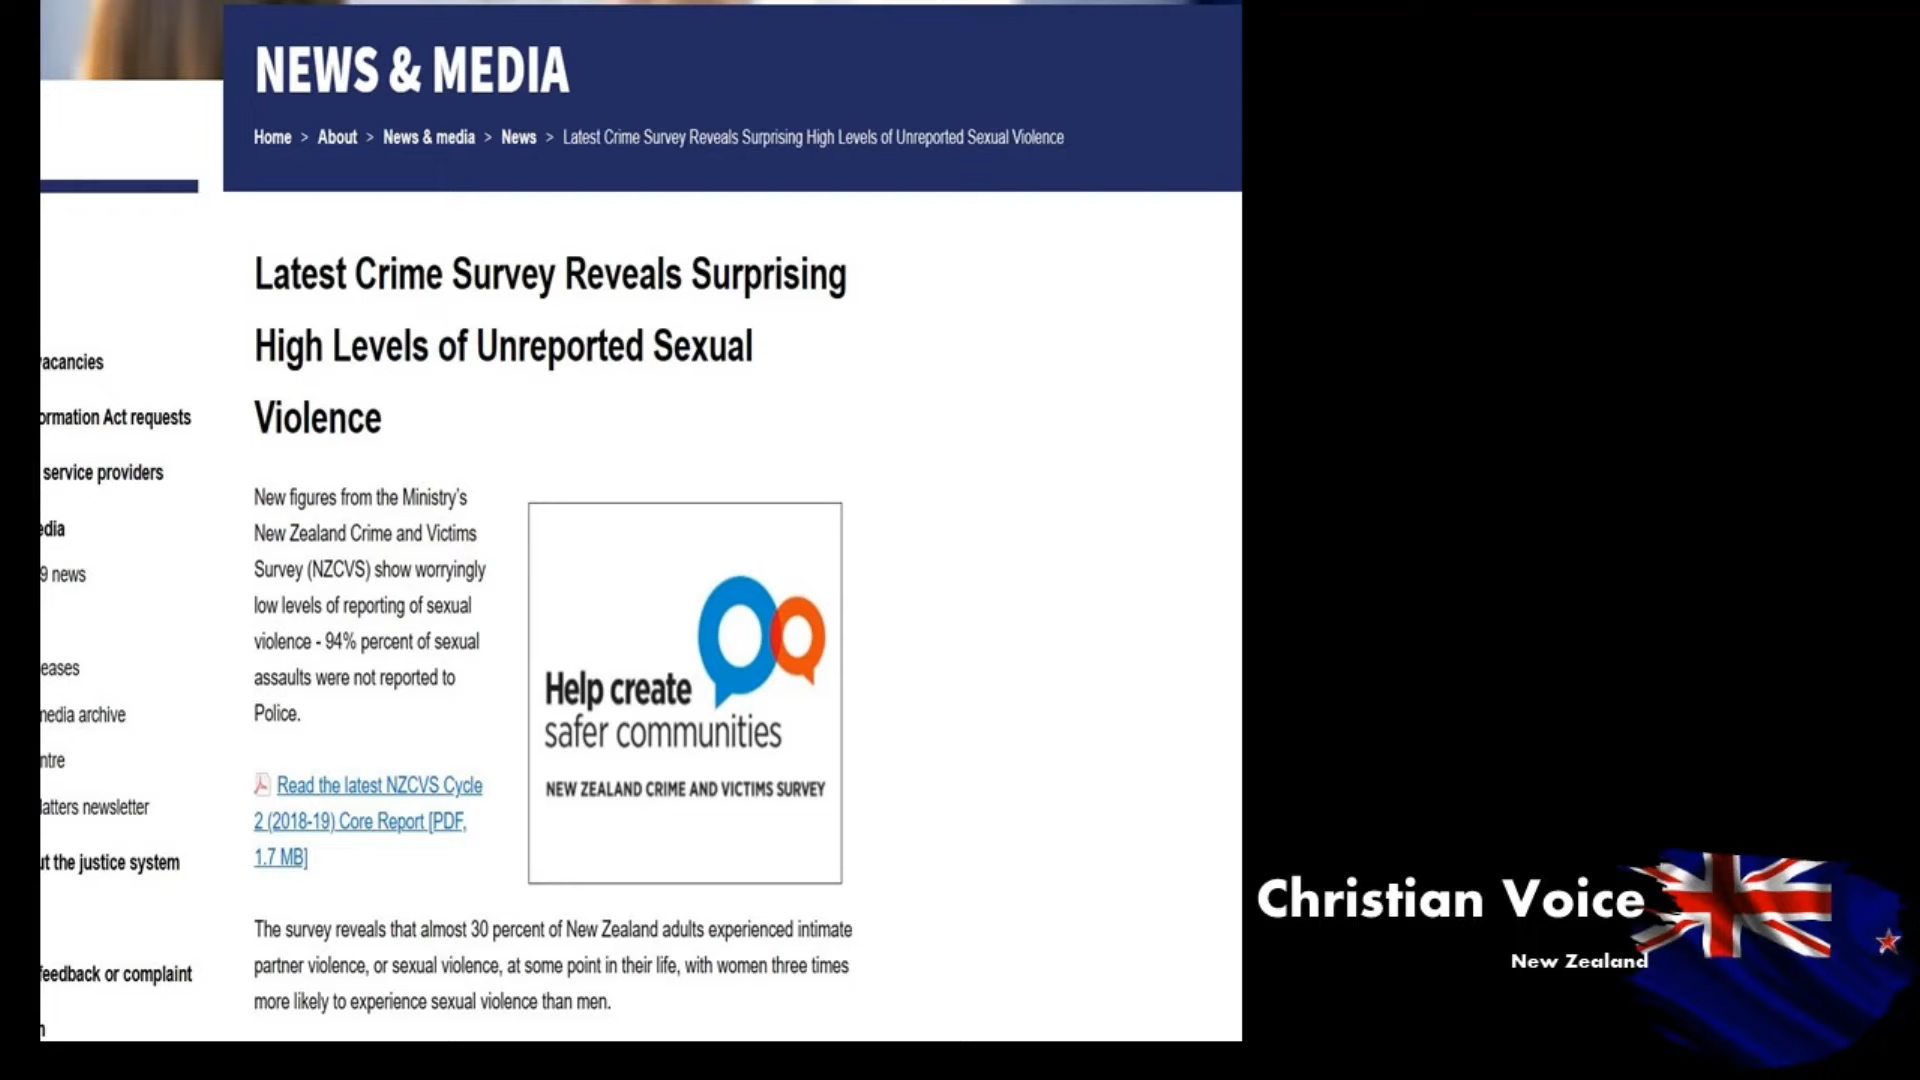 NEWS & MEDIA
Home > About > News & media > News > Latest Crime Survey Reveals Surprising High Levels of Unreported Sexual Violence
acancies
ormation Act requests
service providers
edia
9 news
eases
nedia archive
ntre
latters newsletter
ut the justice system
feedback or complaint
Latest Crime Survey Reveals Surprising
High Levels of Unreported Sexual
Violence
New figures from the Ministry's
New Zealand Crime and Victims
Survey (NZCVS) show worryingly
low levels of reporting of sexual
violence - 94% percent of sexual
assaults were not reported to
Police.
Read the latest NZCVS Cycle
2 (2018-19) Core Report [PDF,
1.7 MB]
Help create
safer communities
NEW ZEALAND CRIME AND VICTIMS SURVEY
The survey reveals that almost 30 percent of New Zealand adults experienced intimate
partner violence, or sexual violence, at some point in their life, with women three times
more likely to experience sexual violence than men.
Christian Voice
New Zealand